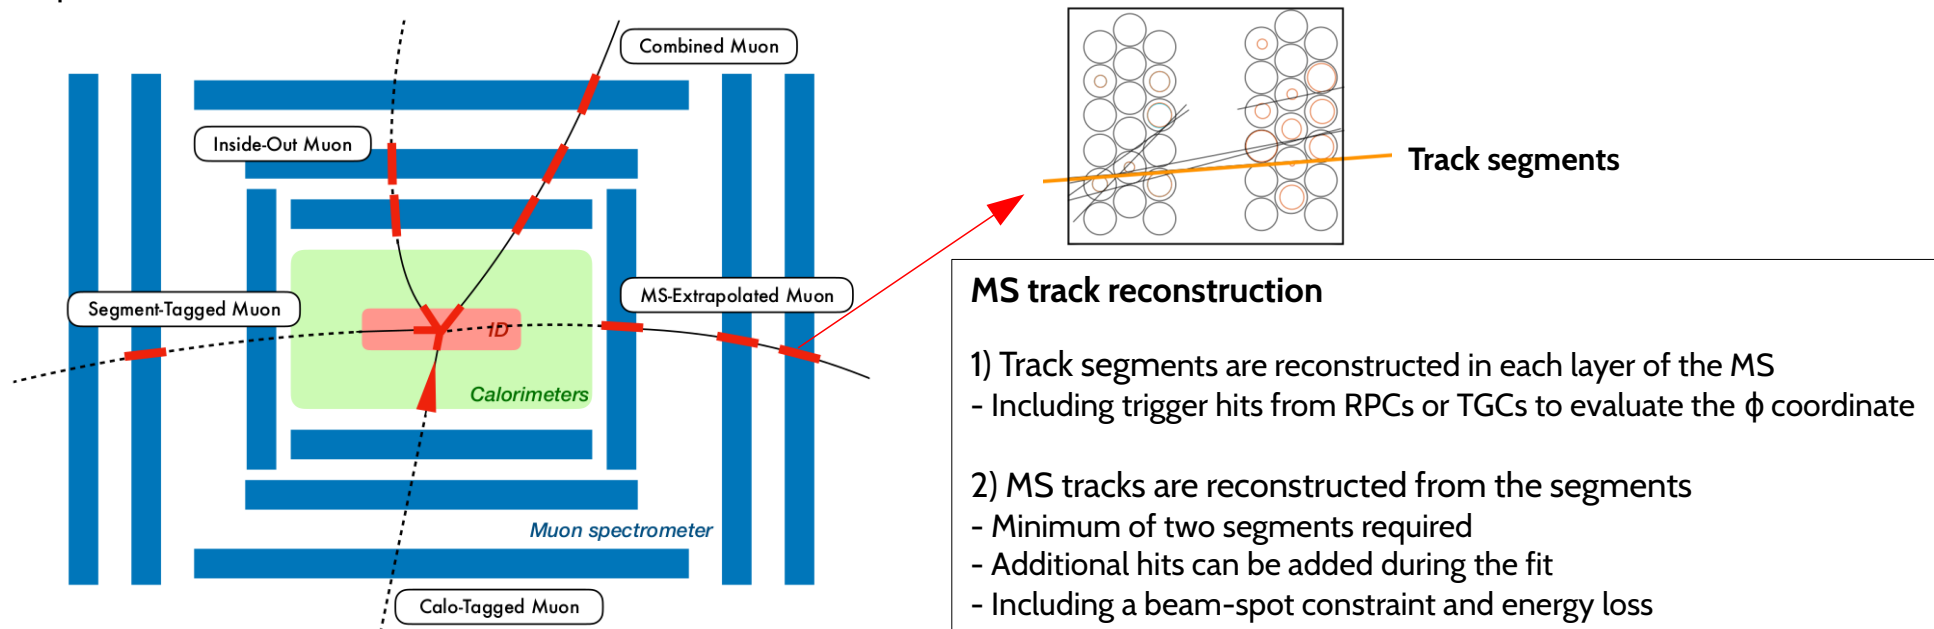 Combined Muon
Inside-Out Muon
Segment-Tagged Muon
MS-Extrapolated Muon
ID
Calorimeters
Muon spectrometer
Calo-Tagged Muon
Track segments
MS track reconstruction
1) Track segments are reconstructed in each layer of the MS
- Including trigger hits from RPCs or TGCs to evaluate the ϕ coordinate
2) MS tracks are reconstructed from the segments
- Minimum of two segments required
- Additional hits can be added during the fit
- Including a beam-spot constraint and energy loss